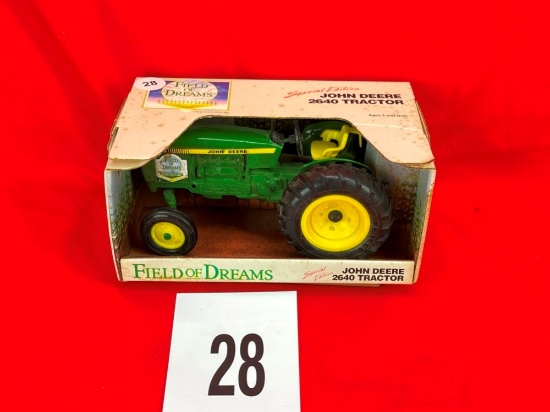 28
FIELD
OF
DREAMS
Special Edition
JOHN DEERE
2640 TRACTOR
JOHN DEERE
FIELD OF DREAMS
Special Edition
JOHN DEERE
2640 TRACTOR
28